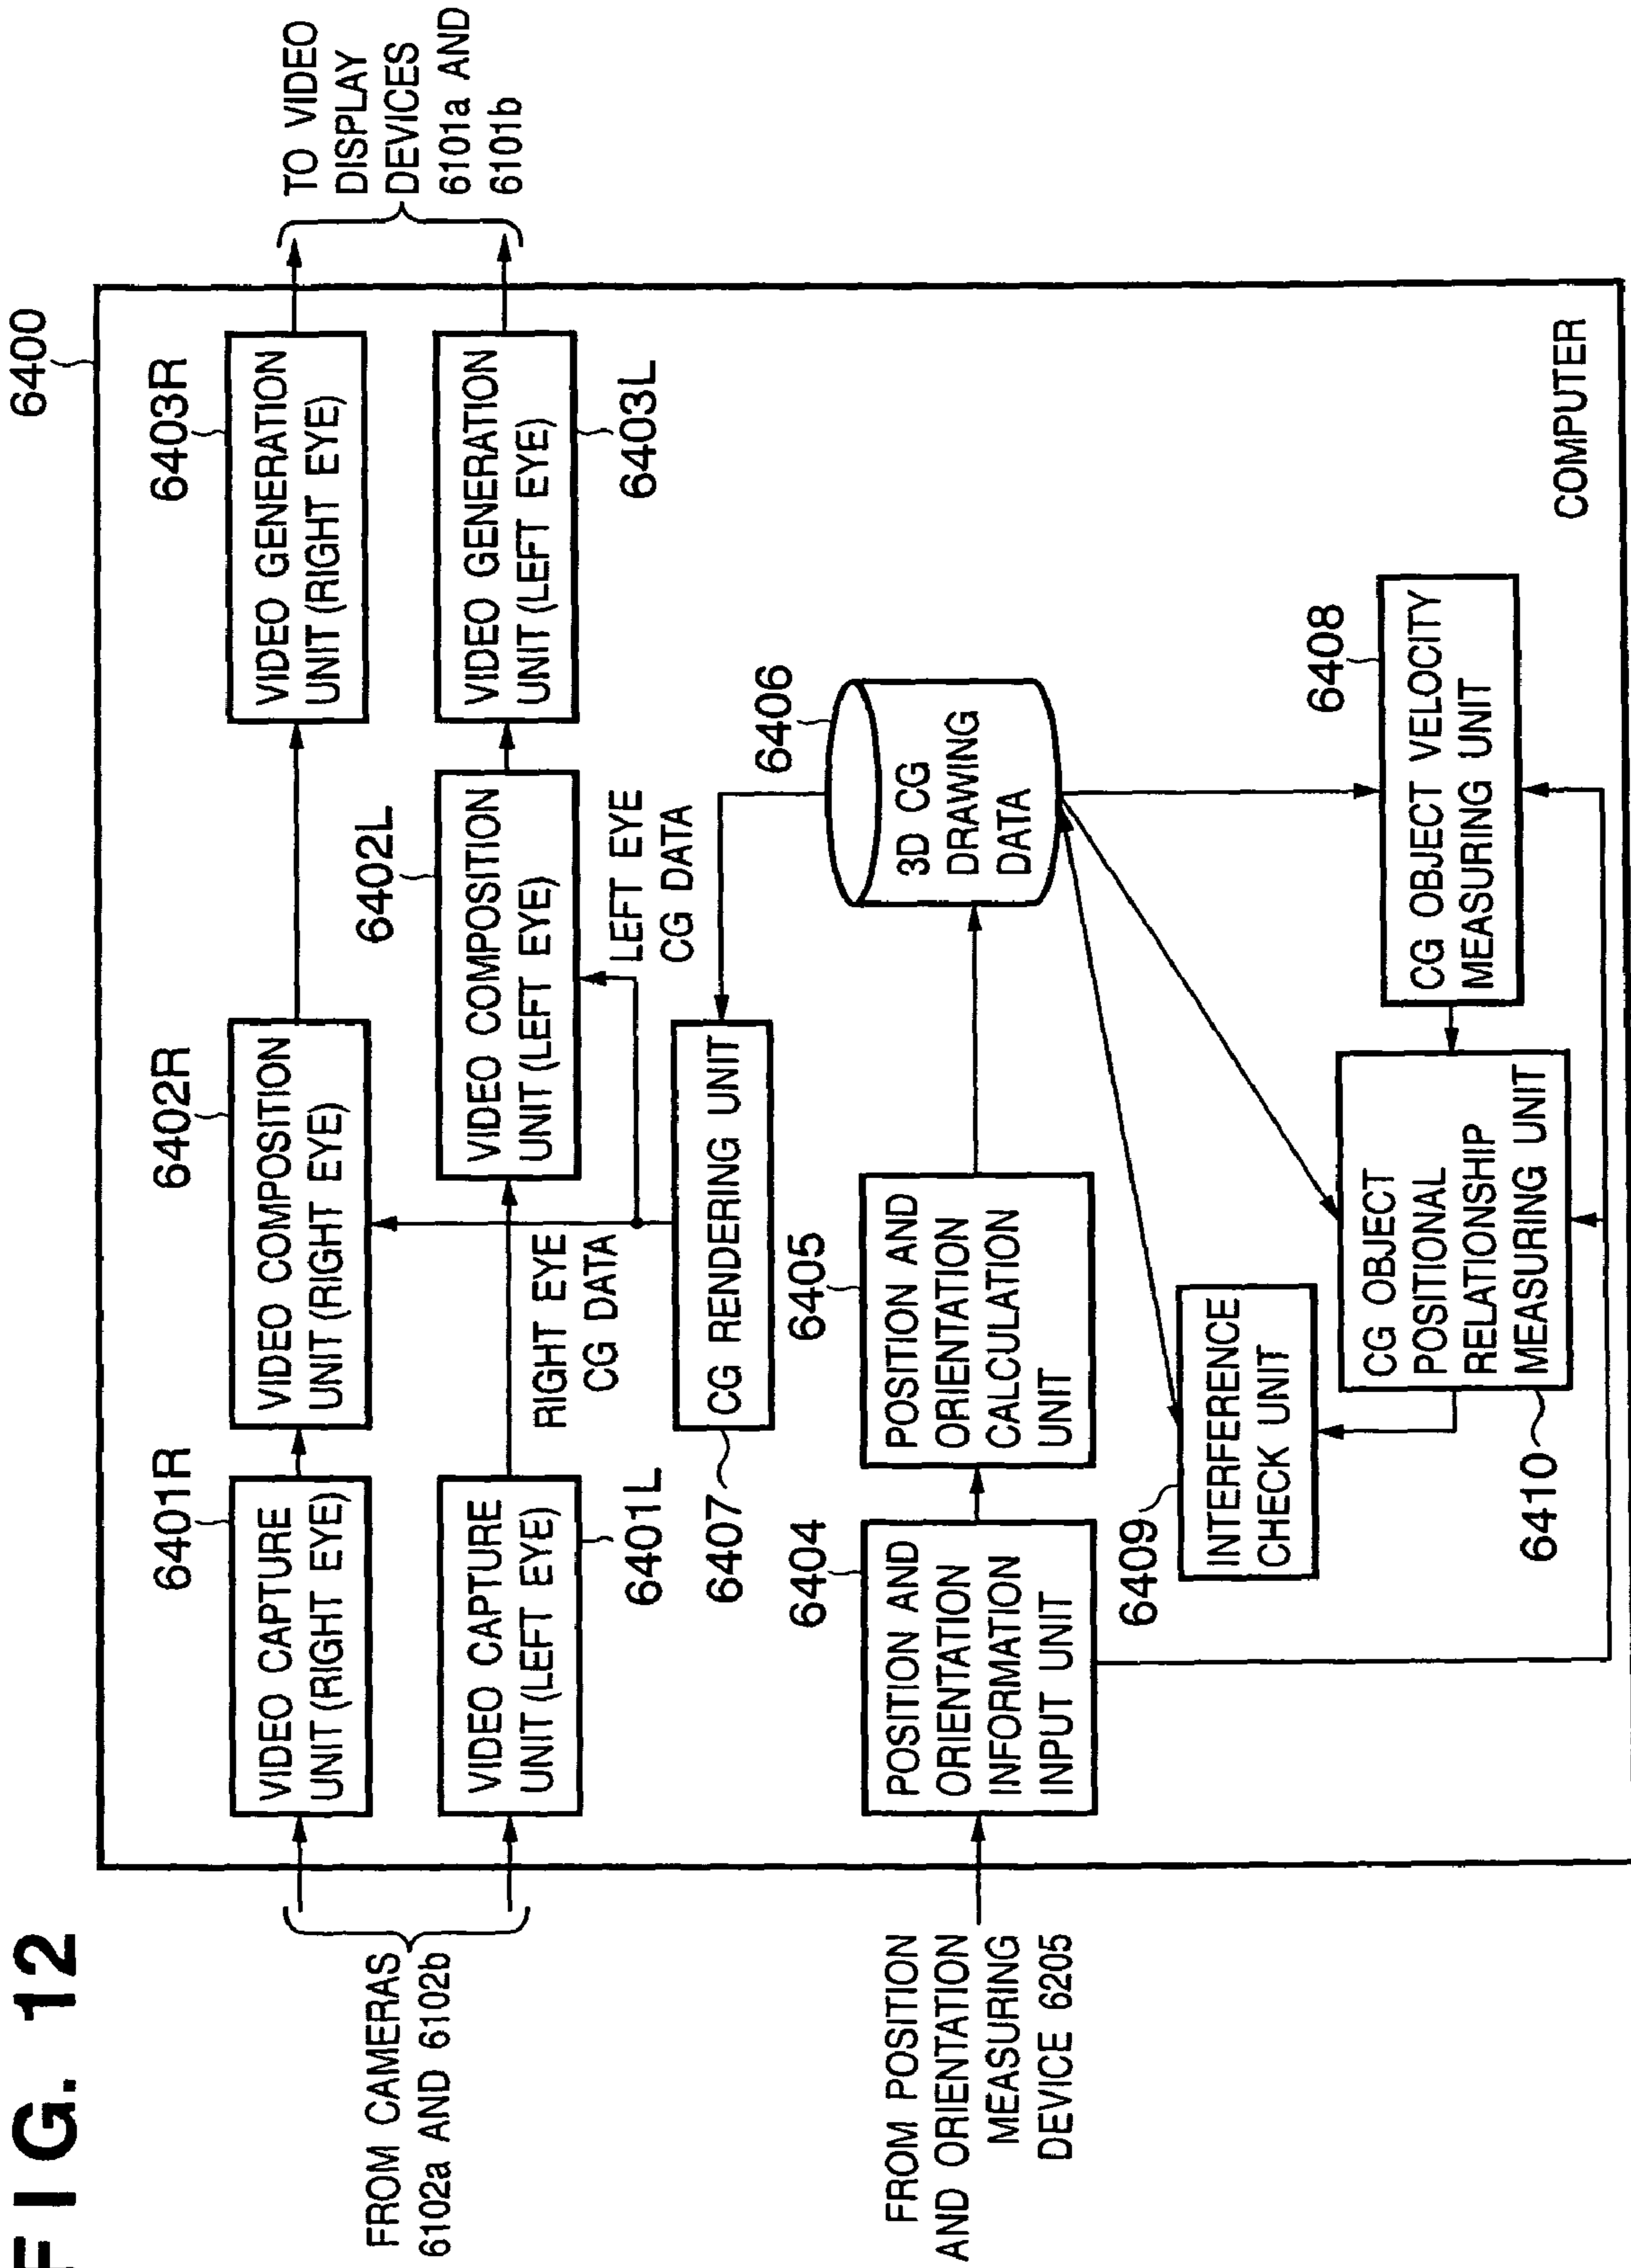 FIG. 12
6400
FROM CAMERAS
6102a AND 6102b
6401R
VIDEO CAPTURE
UNIT (RIGHT EYE)
6402R
VIDEO COMPOSITION
UNIT (RIGHT EYE)
6403R
VIDEO GENERATION
UNIT (RIGHT EYE)
TO VIDEO
DISPLAY
DEVICES
6101a AND
6101b
VIDEO CAPTURE
UNIT (LEFT EYE)
6401L
6402L
VIDEO COMPOSITION
UNIT (LEFT EYE)
VIDEO GENERATION
UNIT (LEFT EYE)
6403L
RIGHT EYE
CG DATA
LEFT EYE
CG DATA
6407
CG RENDERING UNIT
FROM POSITION
AND ORIENTATION
MEASURING
DEVICE 6205
6404
POSITION AND
ORIENTATION
INFORMATION
INPUT UNIT
6405
POSITION AND
ORIENTATION
CALCULATION
UNIT
6406
3D CG
DRAWING
DATA
6409
INTERFERENCE
CHECK UNIT
CG OBJECT
POSITIONAL
RELATIONSHIP
MEASURING UNIT
6410
6408
CG OBJECT VELOCITY
MEASURING UNIT
COMPUTER